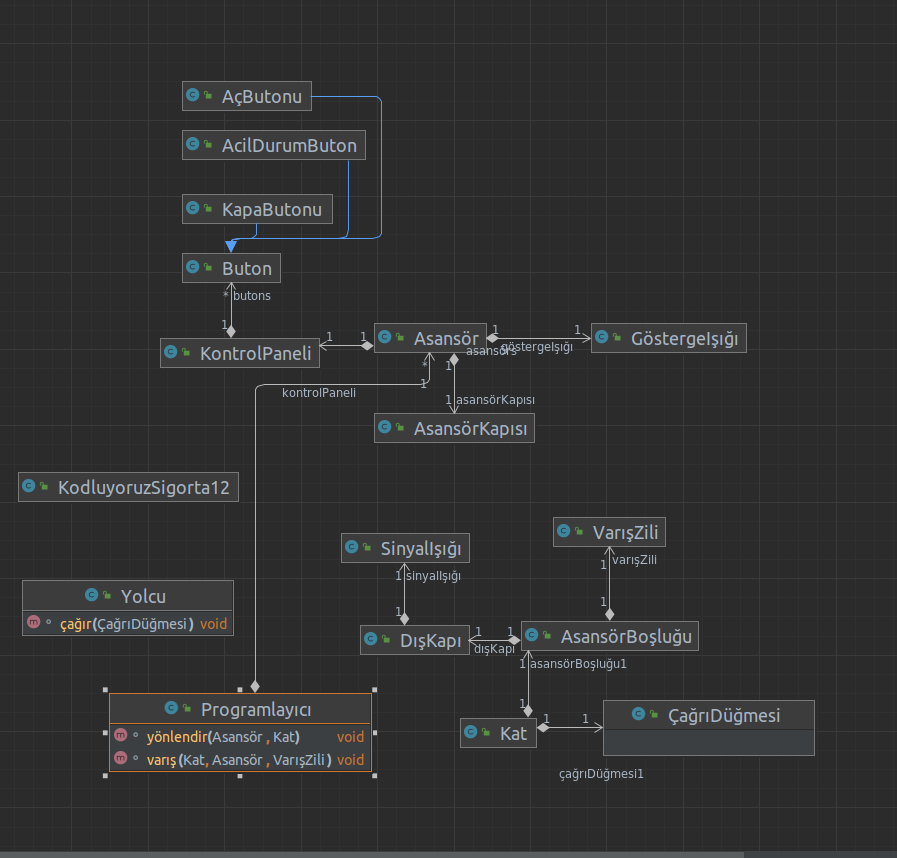 AçButonu
AcilDurumButon
KapaButonu
Buton
* butons
1
KontrolPaneli
1
1
Asansör
1
1
GöstergeIşığı
asansörs
göstergeIşığı
*
1
1
kontrolPaneli
1 asansörKapısı
AsansörKapısı
KodluyoruzSigorta12
VarışZili
SinyalIşığı
1
varışZili
1 sinyalIşığı
1
1
Yolcu
çağır(ÇağrıDüğmesi) void
DışKapı
1
1
AsansörBoşluğu
dışKapı
1 asansörBoşluğu1
Programlayıcı
yönlendir(Asansör, Kat) void
varış(Kat, Asansör, VarışZili) void
1
Kat
1
1
ÇağrıDüğmesi
çağrıDüğmesi1